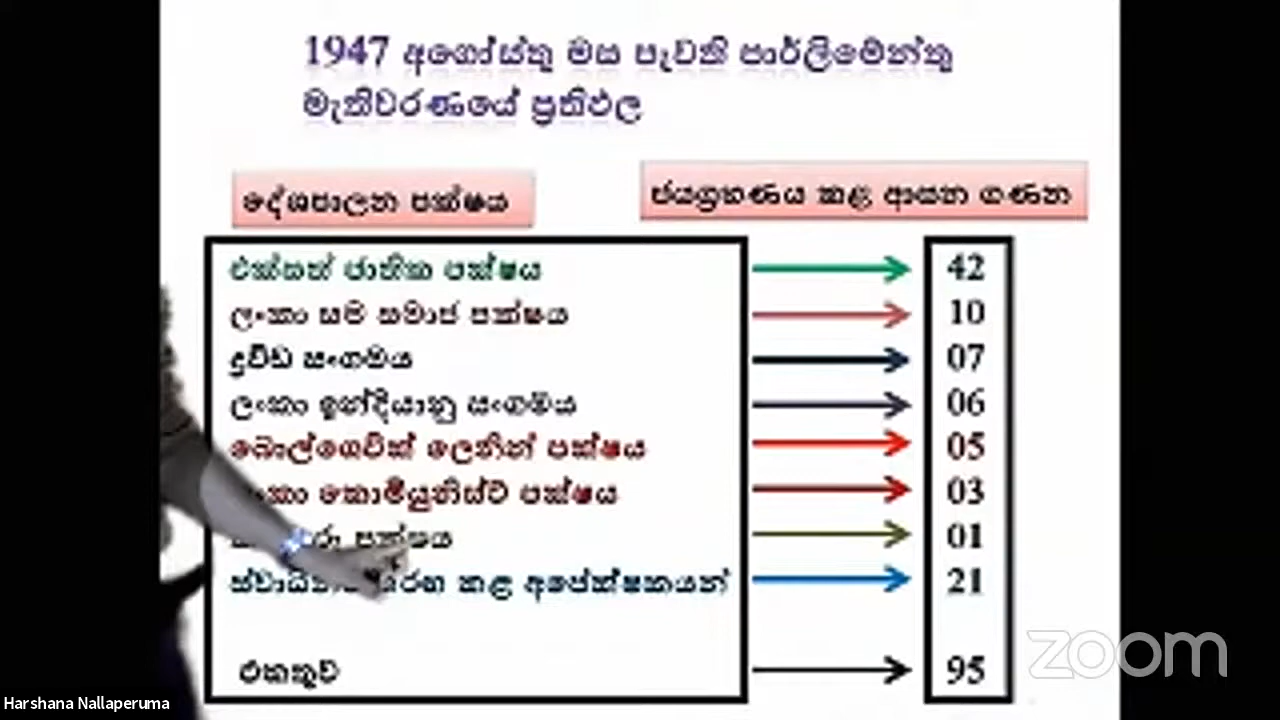 1947 අගෝස්තු මස පැවති පාර්ලිමේන්තු
මැතිවරණයේ ප්‍රතිඵල
දේශපාලන පක්ෂය
ජයග්‍රහණය කළ ආසන ගණන
එක්සත් ජාතික පක්ෂය 42
ලංකා සම සමාජ පක්ෂය 10
ද්‍රවිඩ සංගමය 07
ලංකා ඉන්දියානු සංගමය 06
බොල්ශෙවික් ලෙනින් පක්ෂය 05
කොමියුනිස්ට් පක්ෂය 03
පක්ෂය 01
කළ අපේක්ෂකයන් 21
එකතුව 95
zoom
Harshana Nallaperuma